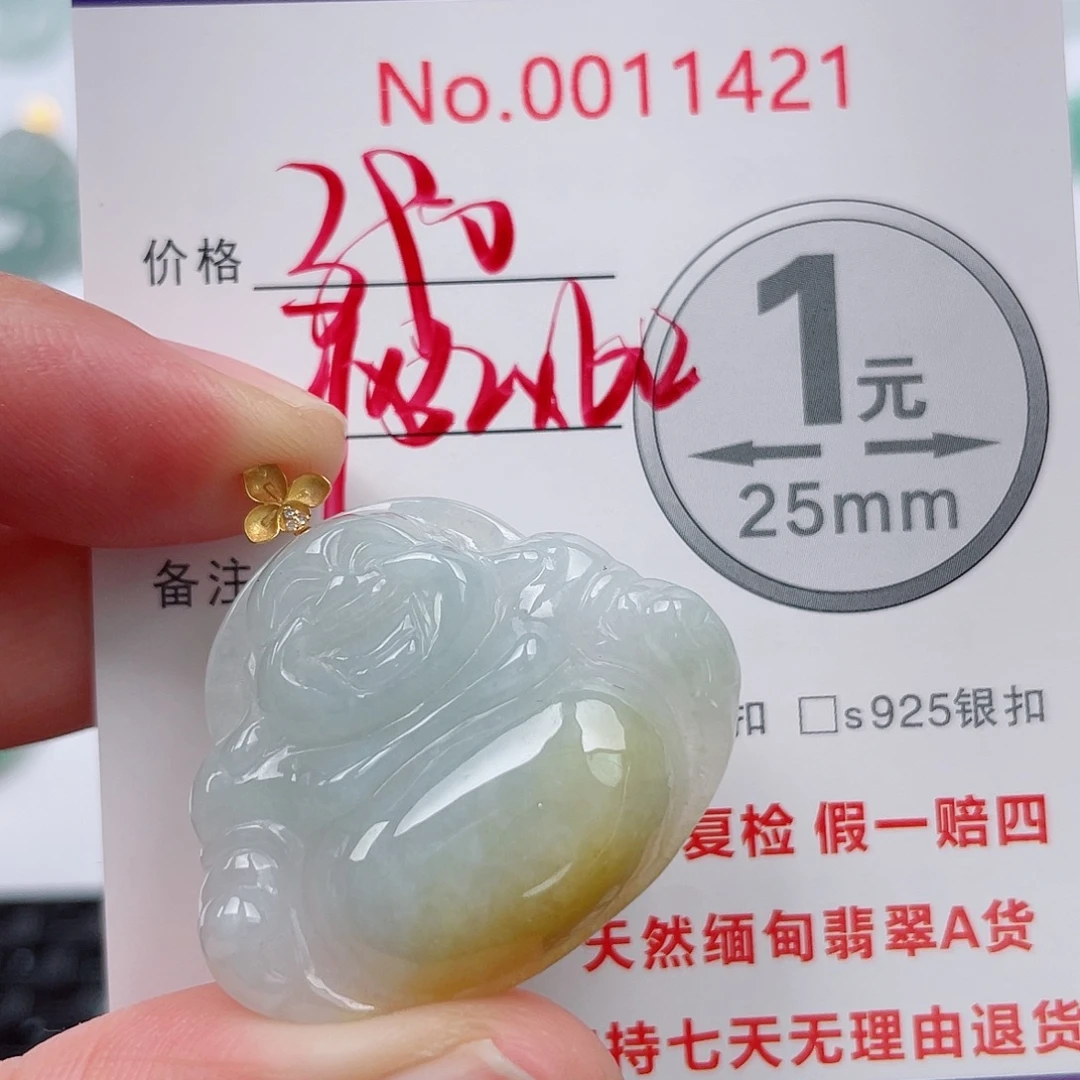 No.0011421
价格
1元
25mm
备注
扣 □s925银扣
复检 假一赔四
天然缅甸翡翠A货
持七天无理由退货